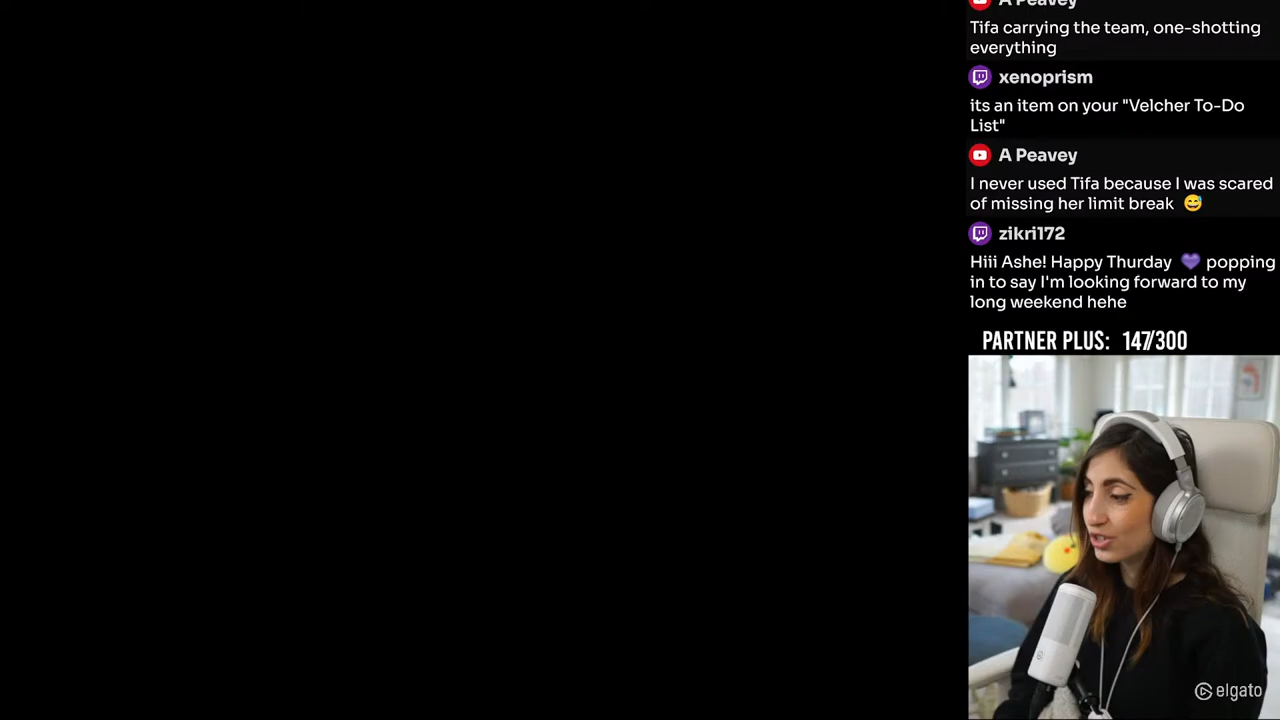 A Peavey
Tifa carrying the team, one-shotting
everything
xenoprism
its an item on your "Velcher To-Do
List"
A Peavey
I never used Tifa because I was scared
of missing her limit break 😅
zikri172
Hiii Ashe! Happy Thurday 💜 popping
in to say I'm looking forward to my
long weekend hehe
PARTNER PLUS: 147/300
elgato